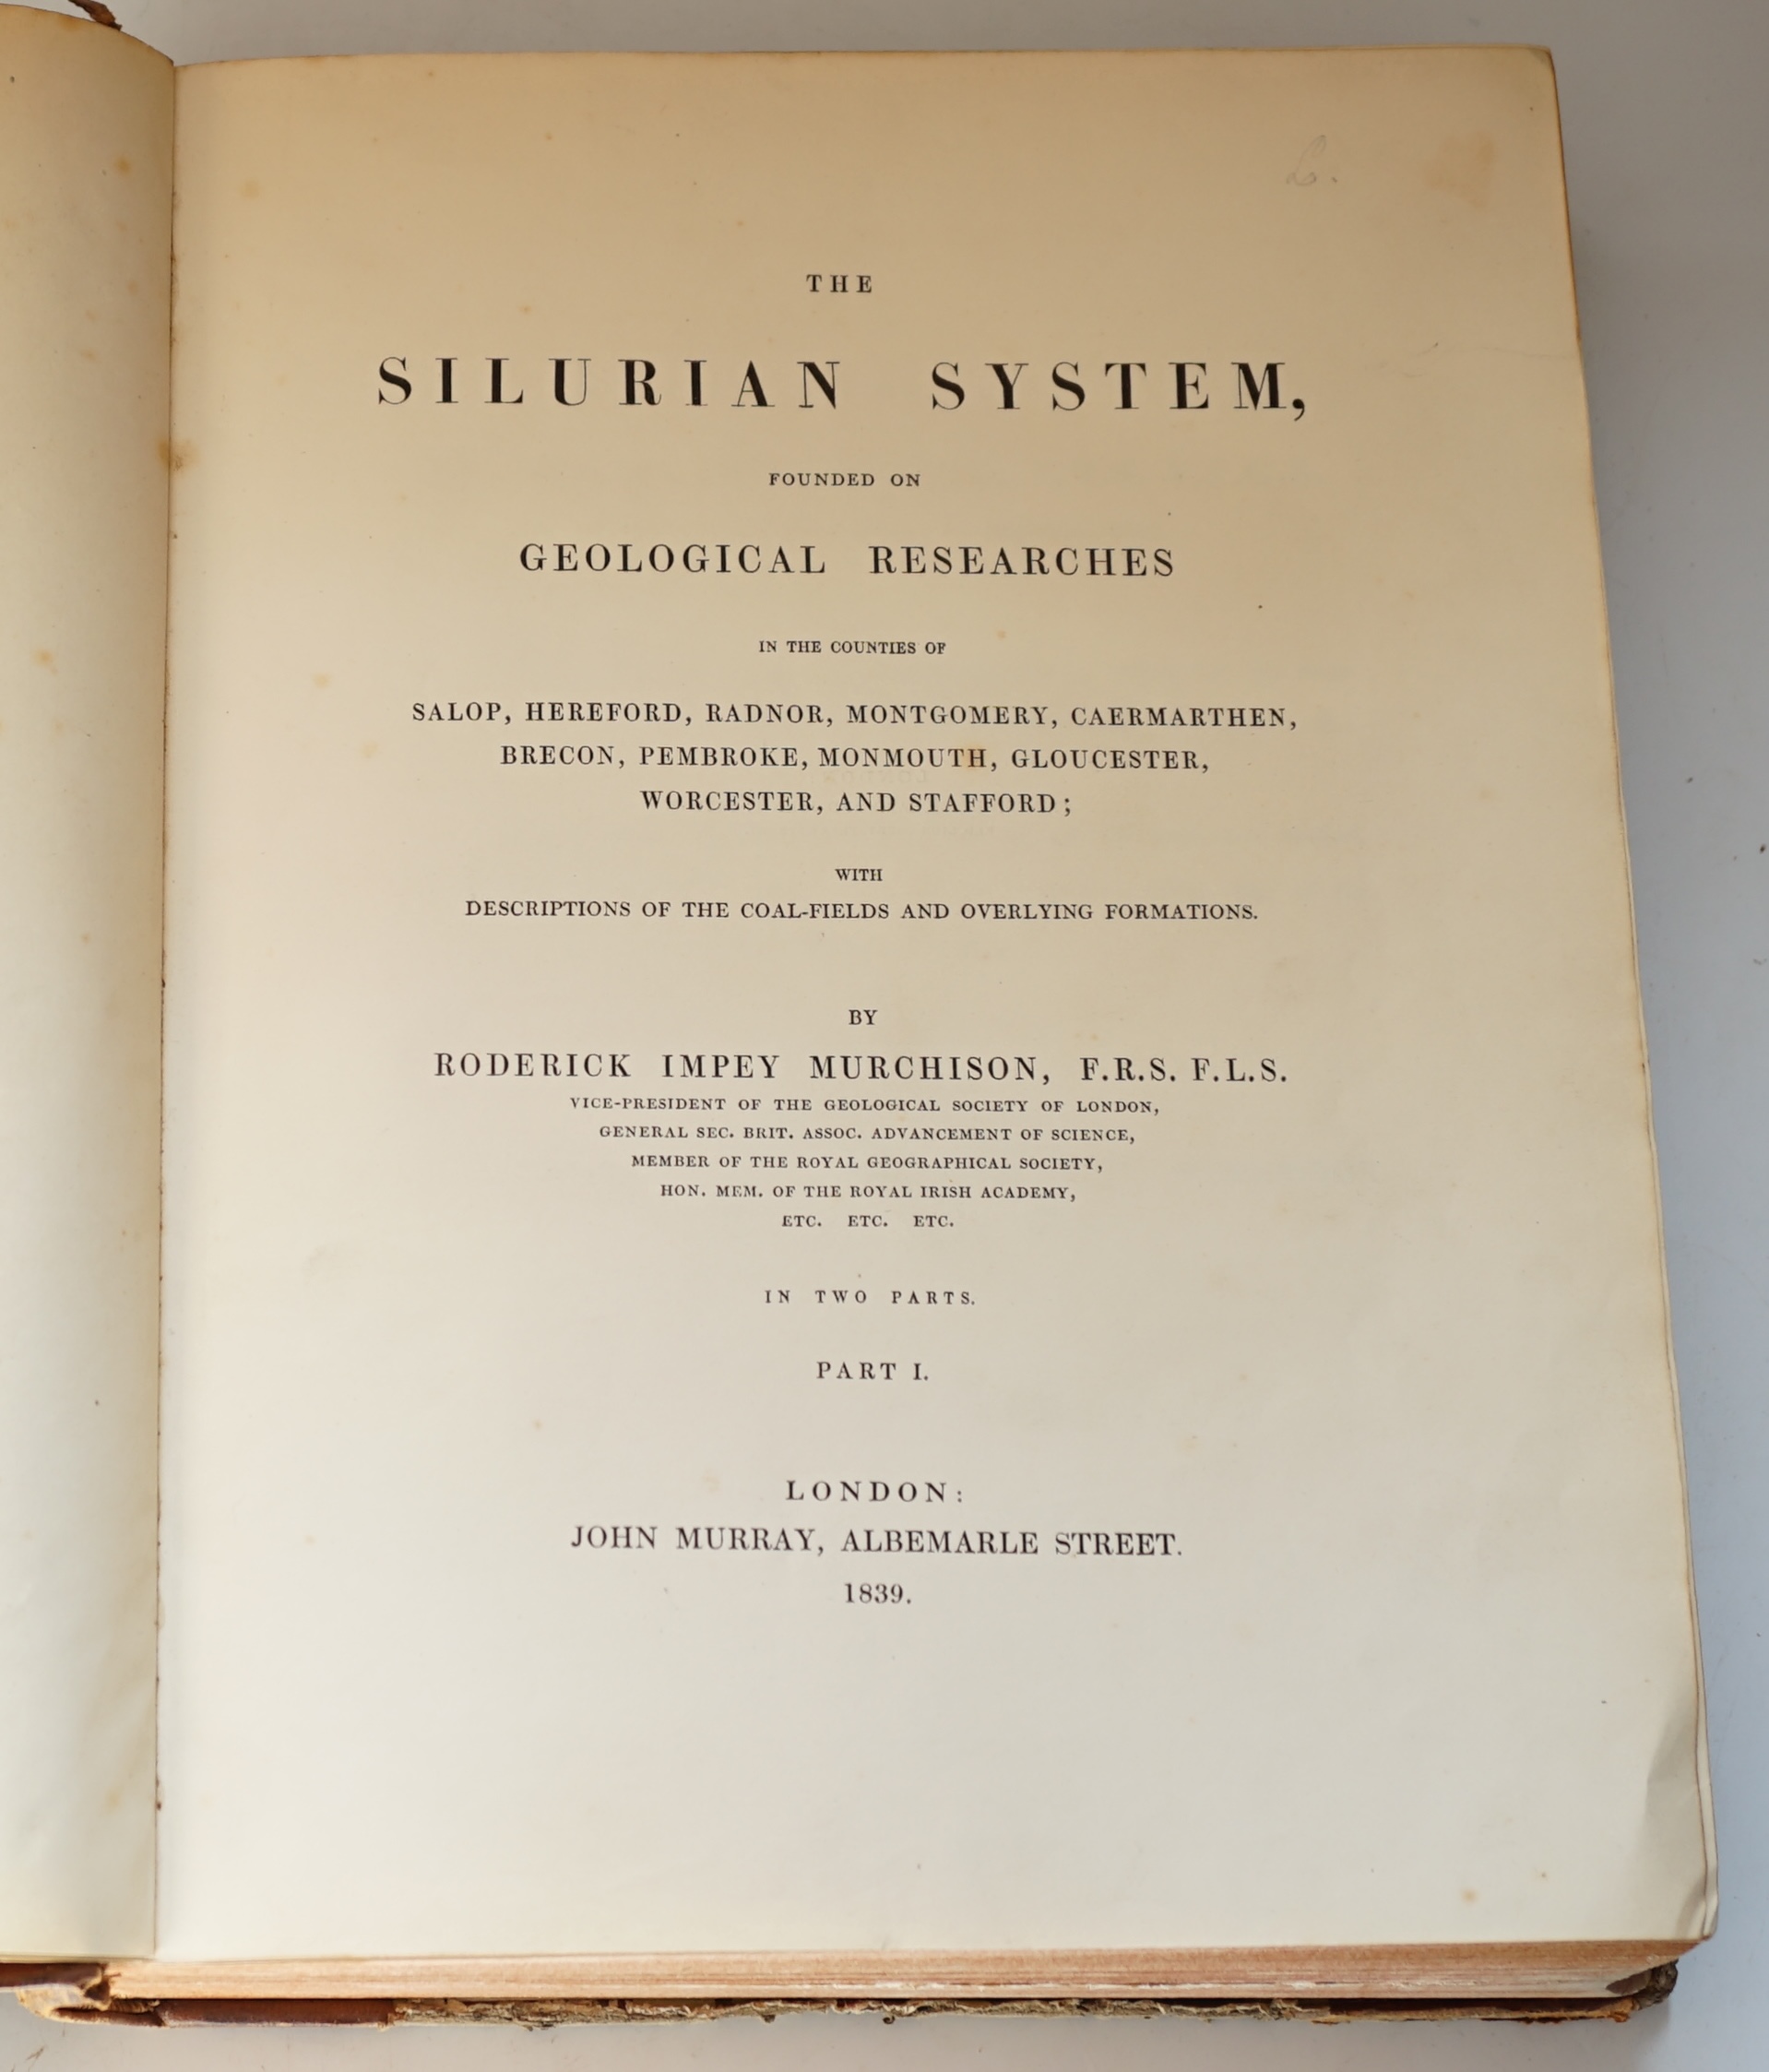 L.
THE
SILURIAN SYSTEM,
FOUNDED ON
GEOLOGICAL RESEARCHES
IN THE COUNTIES OF
SALOP, HEREFORD, RADNOR, MONTGOMERY, CAERMARTHEN,
BRECON, PEMBROKE, MONMOUTH, GLOUCESTER,
WORCESTER, AND STAFFORD;
WITH
DESCRIPTIONS OF THE COAL-FIELDS AND OVERLYING FORMATIONS.
BY
RODERICK IMPEY MURCHISON, F.R.S. F.L.S.
VICE-PRESIDENT OF THE GEOLOGICAL SOCIETY OF LONDON,
GENERAL SEC. BRIT. ASSOC. ADVANCEMENT OF SCIENCE,
MEMBER OF THE ROYAL GEOGRAPHICAL SOCIETY,
HON. MEM. OF THE ROYAL IRISH ACADEMY,
ETC. ETC. ETC.
IN TWO PARTS.
PART I.
LONDON:
JOHN MURRAY, ALBEMARLE STREET.
1839.